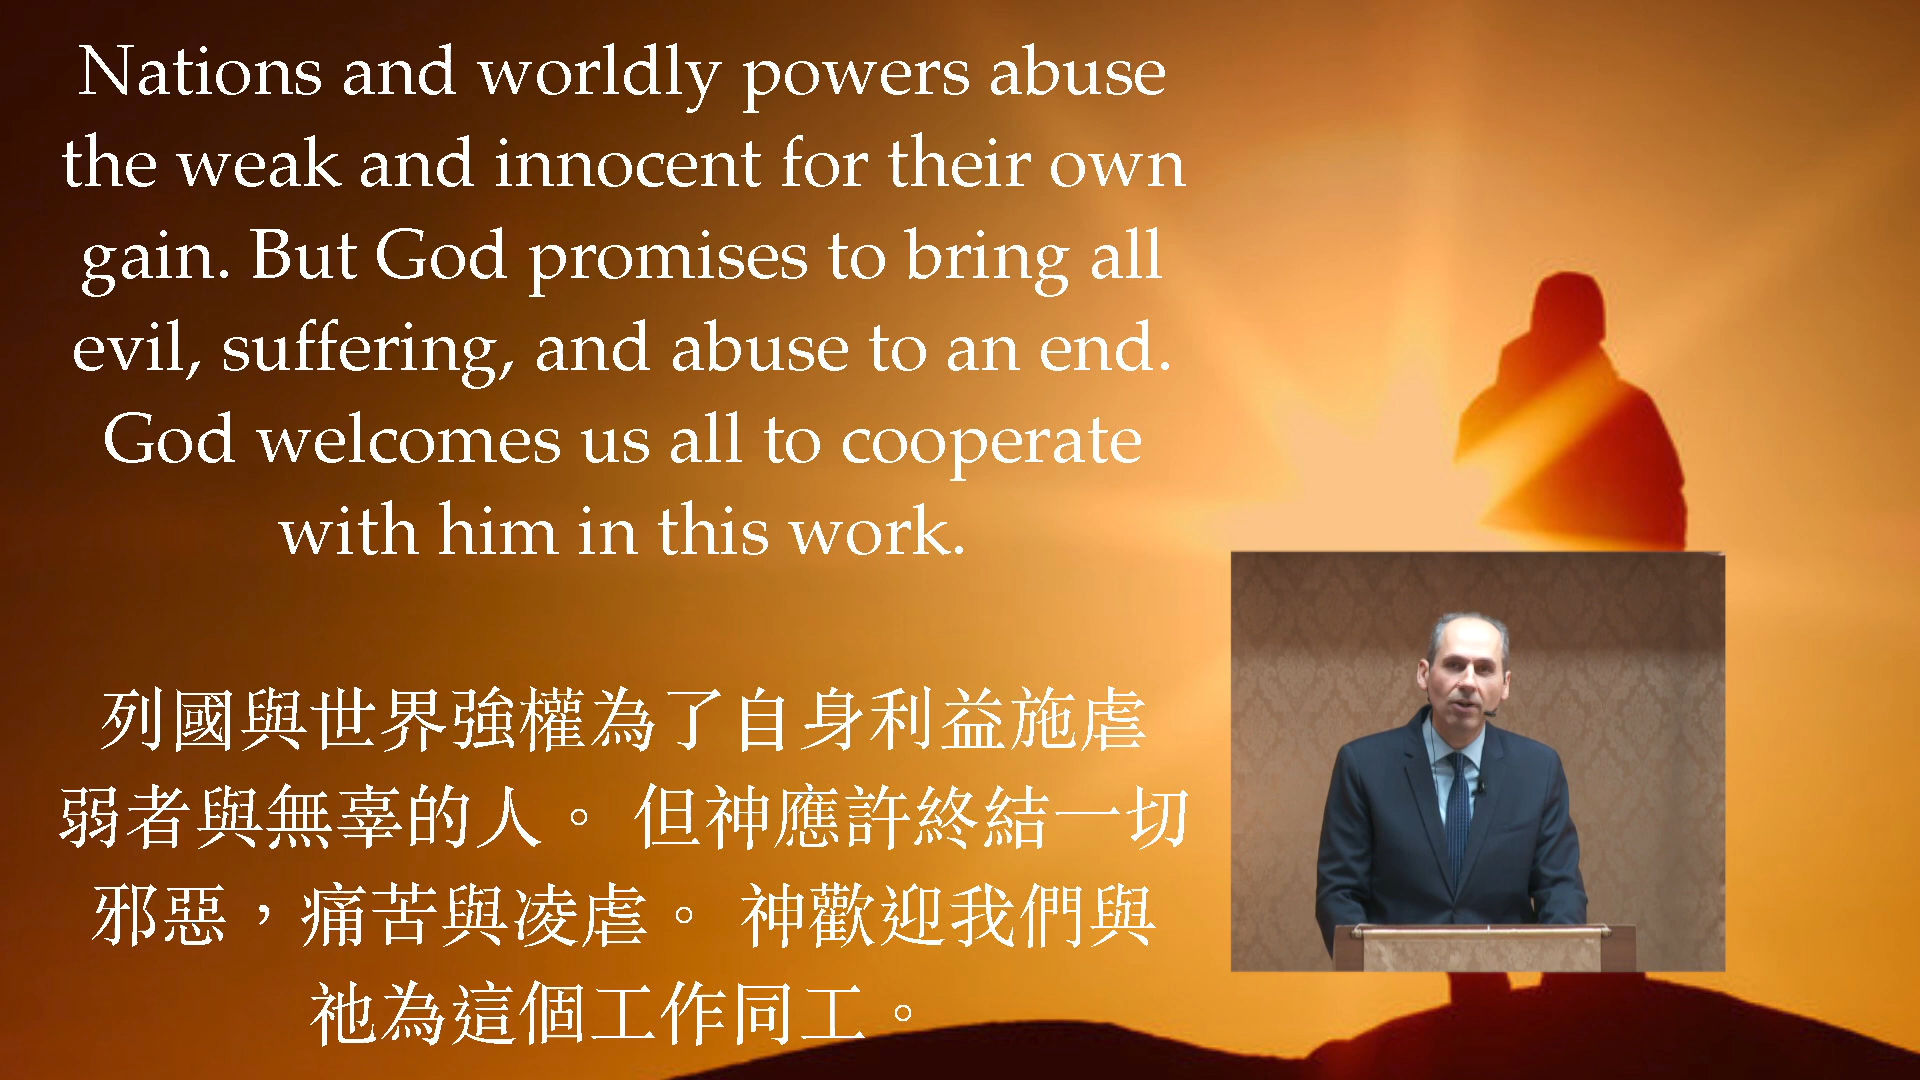 Nations and worldly powers abuse
the weak and innocent for their own
gain. But God promises to bring all
evil, suffering, and abuse to an end.
God welcomes us all to cooperate
with him in this work.
列國與世界強權為了自身利益施虐
弱者與無辜的人。 但神應許終結一切
邪惡，痛苦與凌虐。 神歡迎我們與
祂為這個工作同工。